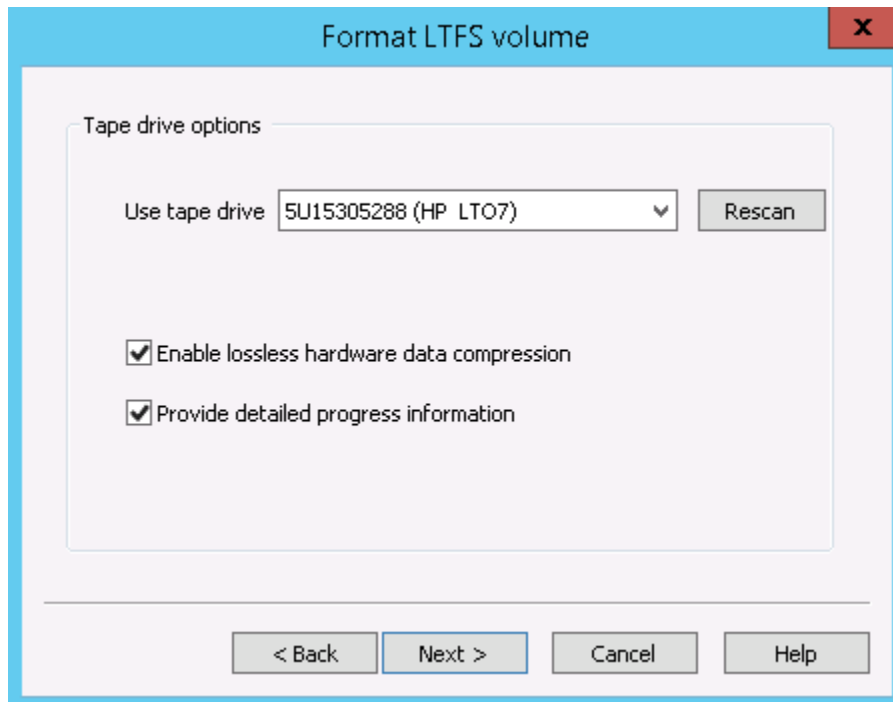 Format LTFS volume
x
Tape drive options
Use tape drive 5U15305288 (HP LTO7) Rescan
Enable lossless hardware data compression
Provide detailed progress information
< Back Next > Cancel Help